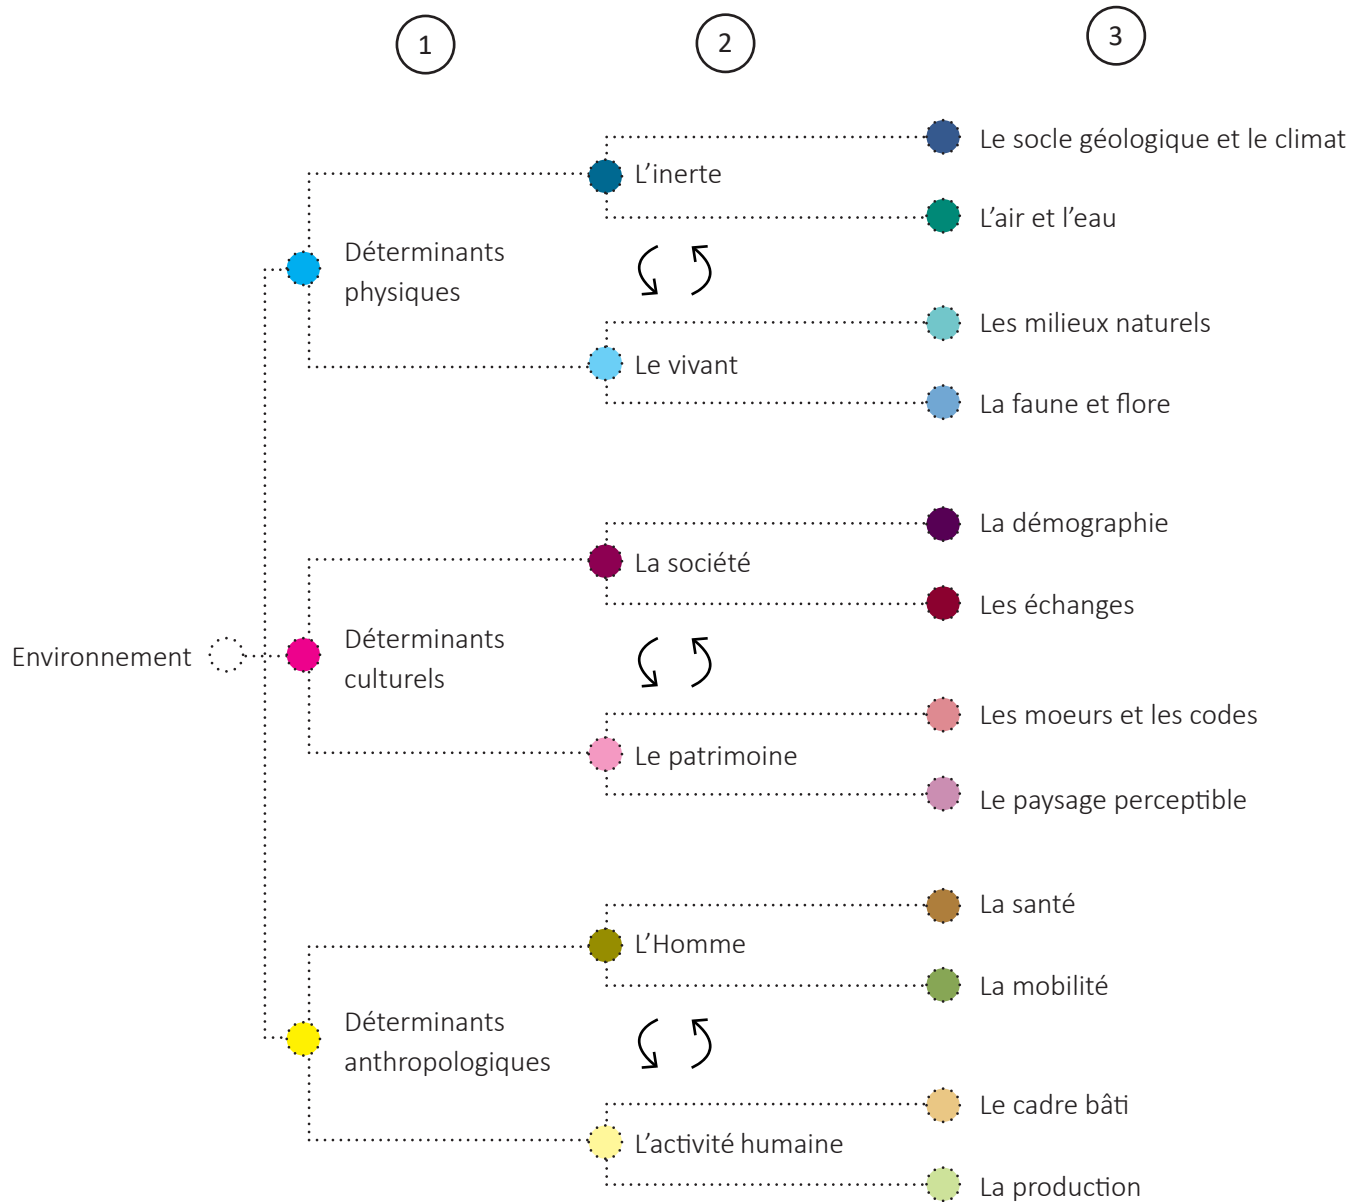 1
2
3
Le socle géologique et le climat
L'inerte
L'air et l'eau
Déterminants
physiques
Les milieux naturels
Le vivant
La faune et flore
La démographie
La société
Les échanges
Déterminants
culturels
Environnement
Les moeurs et les codes
Le patrimoine
Le paysage perceptible
La santé
L'Homme
La mobilité
Déterminants
anthropologiques
Le cadre bâti
L'activité humaine
La production